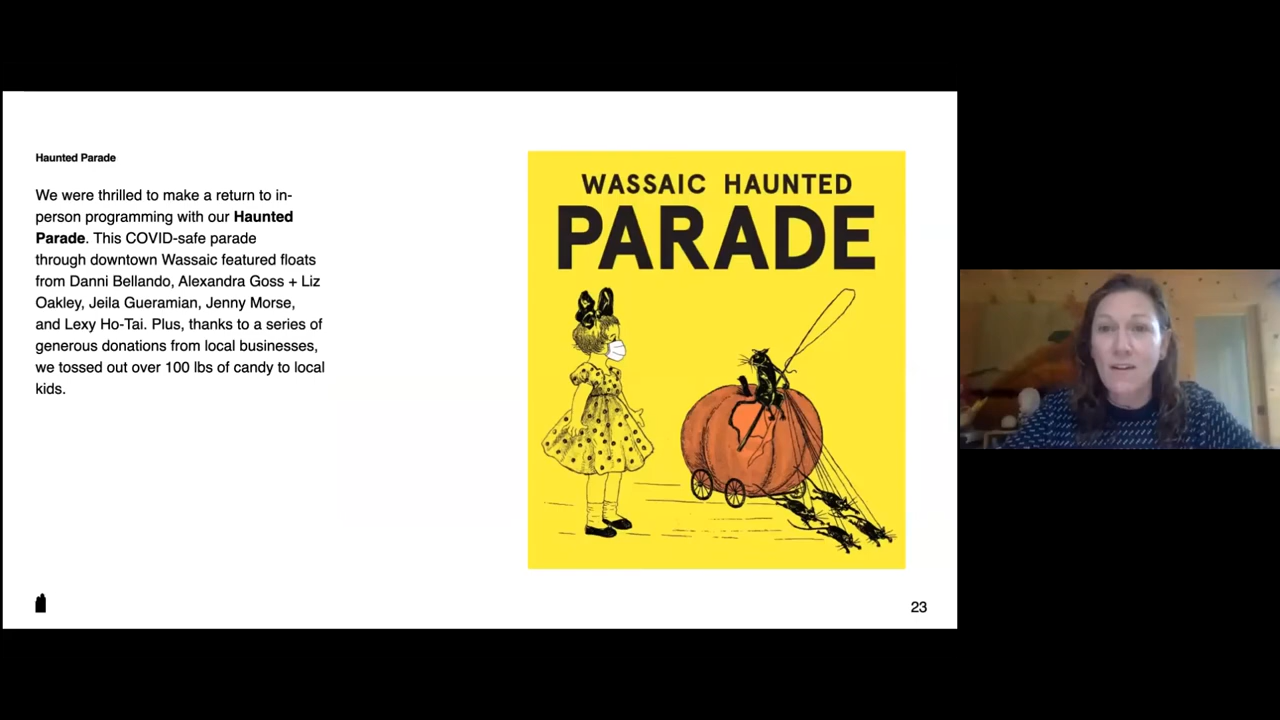 Haunted Parade
We were thrilled to make a return to in-
person programming with our Haunted
Parade. This COVID-safe parade
through downtown Wassaic featured floats
from Danni Bellando, Alexandra Goss + Liz
Oakley, Jeila Gueramian, Jenny Morse,
and Lexy Ho-Tai. Plus, thanks to a series of
generous donations from local businesses,
we tossed out over 100 lbs of candy to local
kids.
WASSAIC HAUNTED
PARADE
23